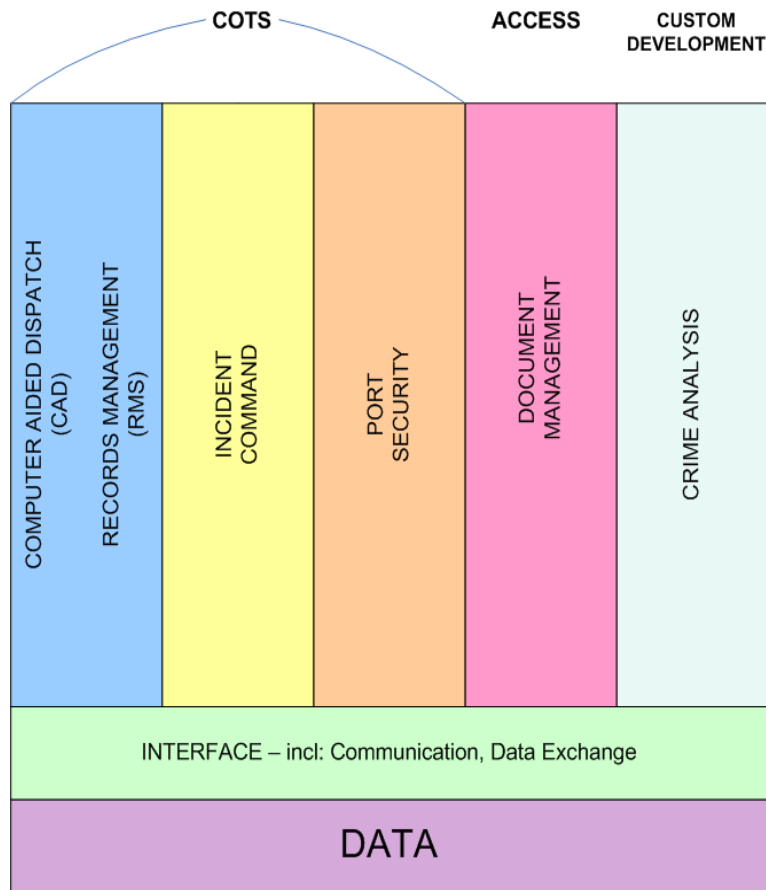 COTS
ACCESS
CUSTOM
DEVELOPMENT
COMPUTER AIDED DISPATCH
(CAD)
RECORDS MANAGEMENT
(RMS)
INCIDENT
COMMAND
PORT
SECURITY
DOCUMENT
MANAGEMENT
CRIME ANALYSIS
INTERFACE – incl: Communication, Data Exchange
DATA